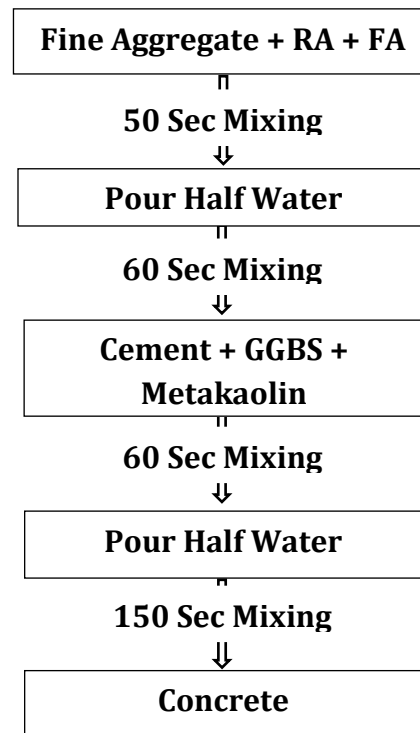 Fine Aggregate + RA + FA
50 Sec Mixing
Pour Half Water
60 Sec Mixing
Cement + GGBS +
Metakaolin
60 Sec Mixing
Pour Half Water
150 Sec Mixing
Concrete